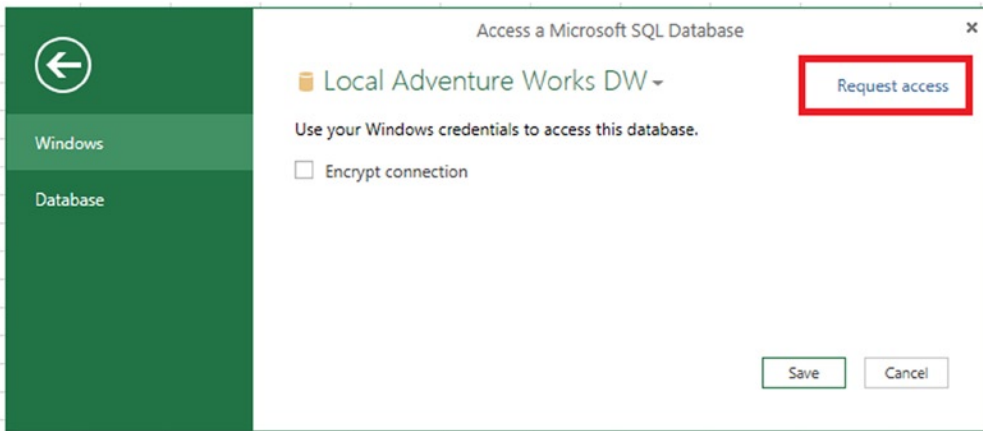 Access a Microsoft SQL Database
Local Adventure Works DW
Request access
Windows
Use your Windows credentials to access this database.
Encrypt connection
Database
Save
Cancel